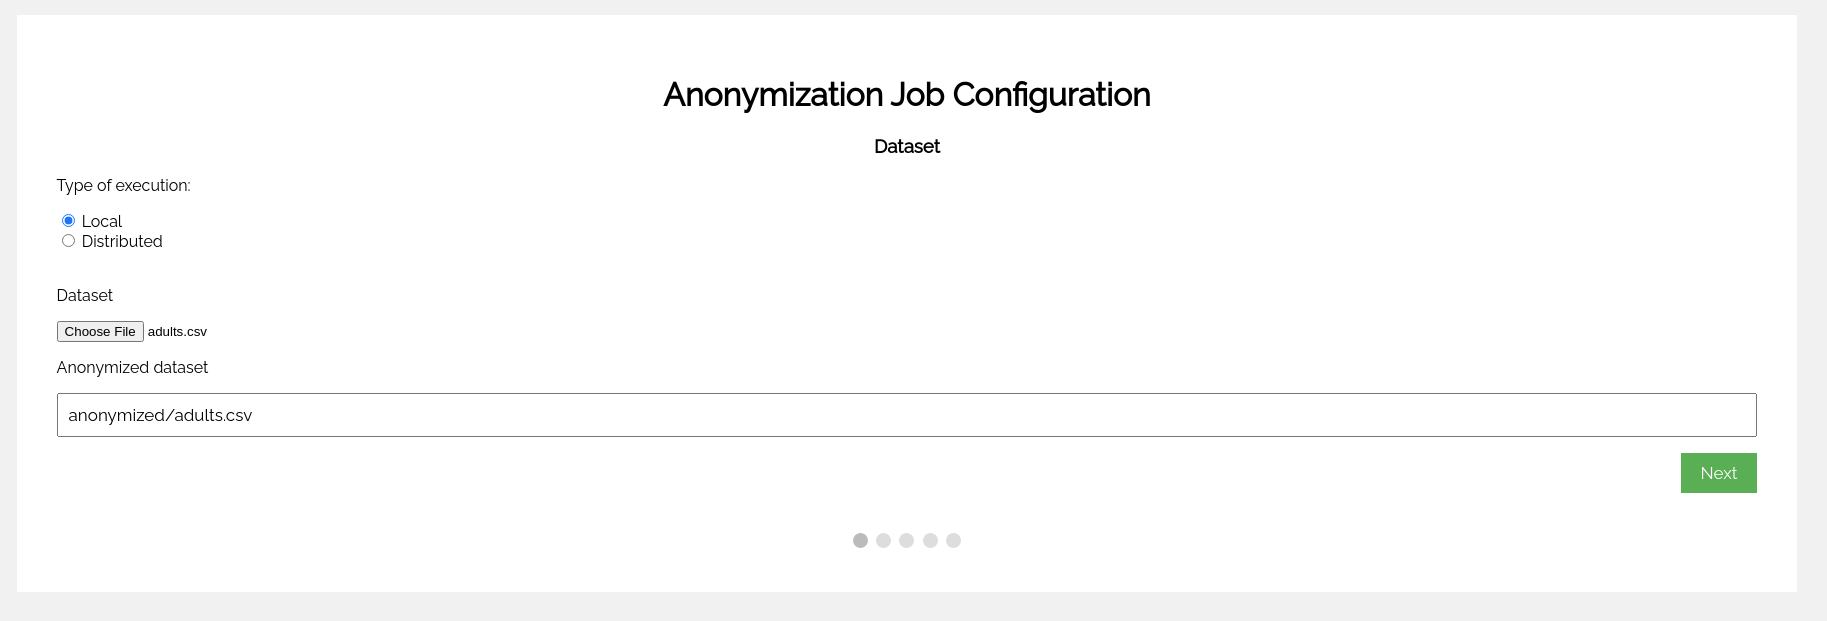 Anonymization Job Configuration
Dataset
Type of execution:
Local
Distributed
Dataset
Choose File adults.csv
Anonymized dataset
anonymized/adults.csv
Next